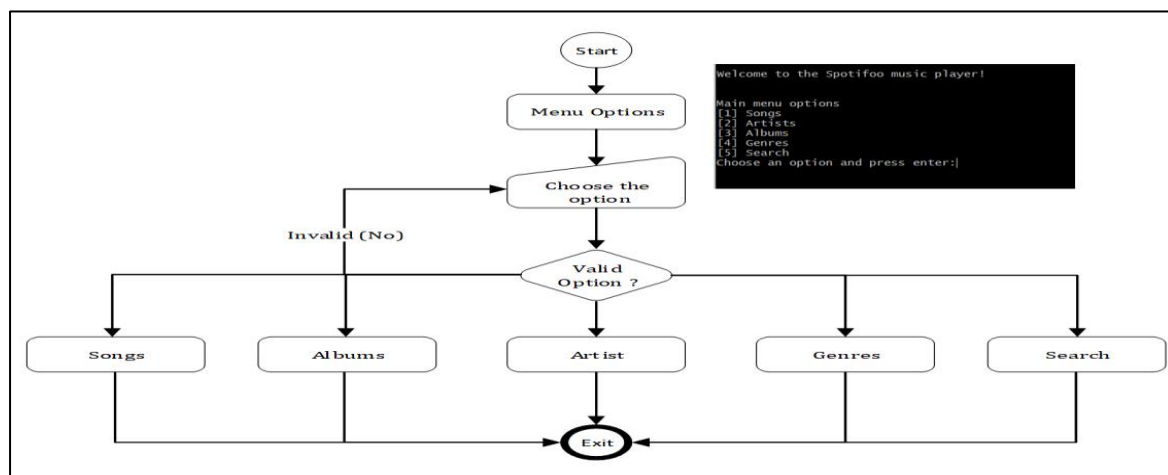 Start
Welcome to the Spotifoo music player!
Main menu options
[1] Songs
[2] Artists
[3] Albums
[4] Genres
[5] Search
Choose an option and press enter:
Menu Options
Choose the
option
Invalid (No)
Valid
Option ?
Songs
Albums
Artist
Genres
Search
Exit